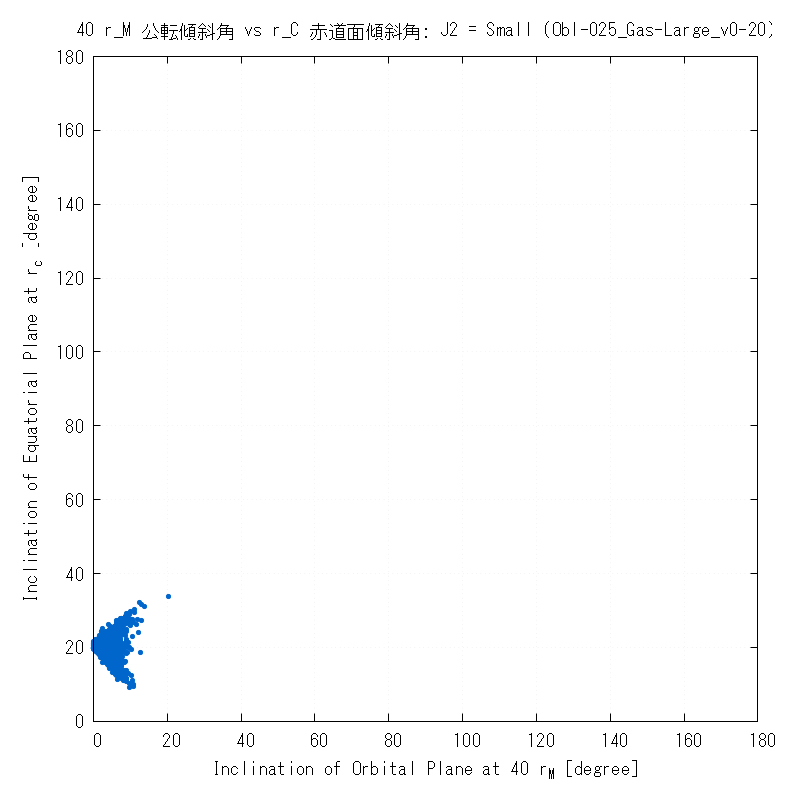 40 r_M 公転傾斜角 vs r_C 赤道面傾斜角: J2 = Small (Obl-025_Gas-Large_v0-20)
180
160
140
120
100
80
60
40
20
0
0 20 40 60 80 100 120 140 160 180
Inclination of Equatorial Plane at r_C [degree]
Inclination of Orbital Plane at 40 r_M [degree]